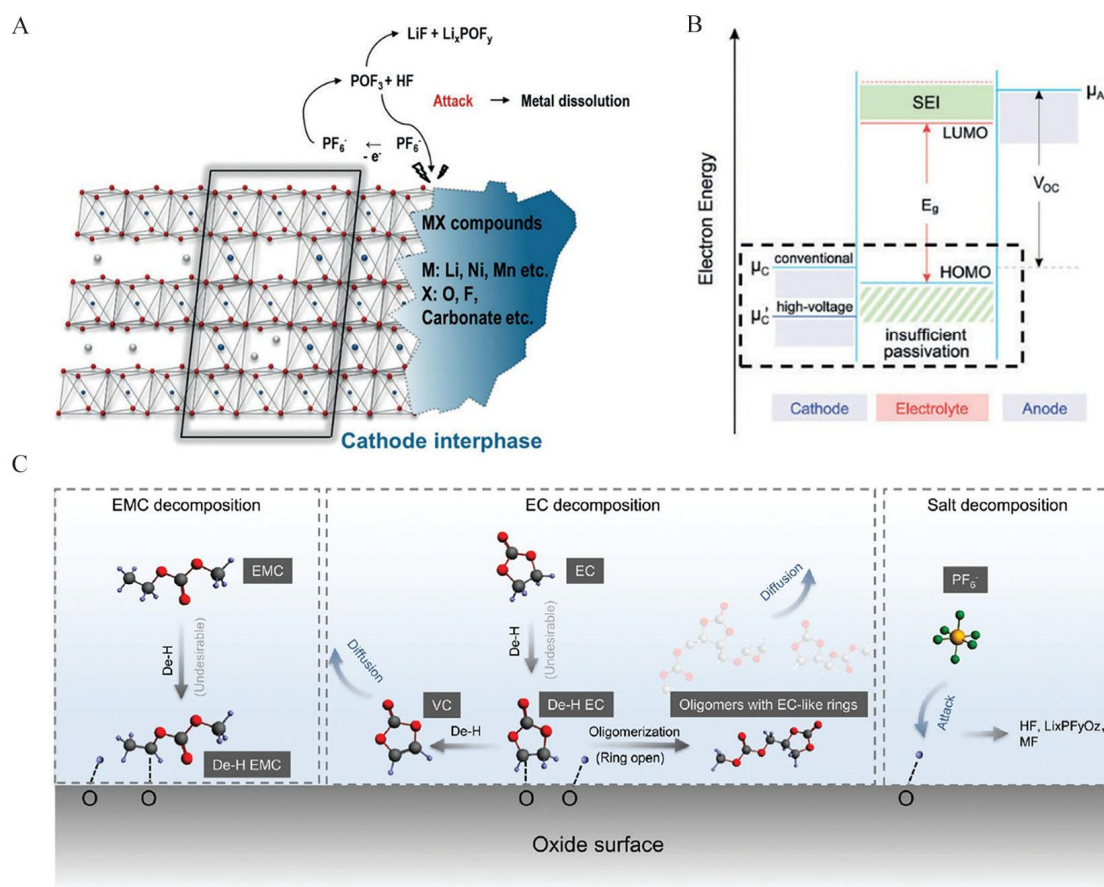 A
LiF + LiₓPOFᵧ
POF₃ + HF
Attack → Metal dissolution
PF₆⁻ ← PF₆⁻
- e⁻
MX compounds
M: Li, Ni, Mn etc.
X: O, F,
Carbonate etc.
Cathode interphase
B
Electron Energy
SEI
LUMO
μA
Eg
VOC
μC conventional
HOMO
μC' high-voltage
insufficient
passivation
Cathode
Electrolyte
Anode
C
EMC decomposition
EMC
De-H
(Undesirable)
De-H EMC
O
O
EC decomposition
EC
De-H
(Undesirable)
Diffusion
VC
De-H
De-H EC
Oligomerization
(Ring open)
Diffusion
Oligomers with EC-like rings
O
O
Salt decomposition
PF₆⁻
Attack
HF, LixPFyOz,
MF
O
Oxide surface